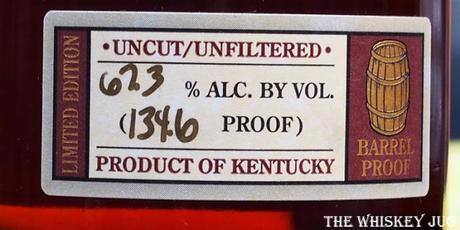 LIMITED EDITION
• UNCUT/UNFILTERED •
67.3 % ALC. BY VOL.
(134.6 PROOF)
PRODUCT OF KENTUCKY
BARREL
PROOF
THE WHISKEY JUG